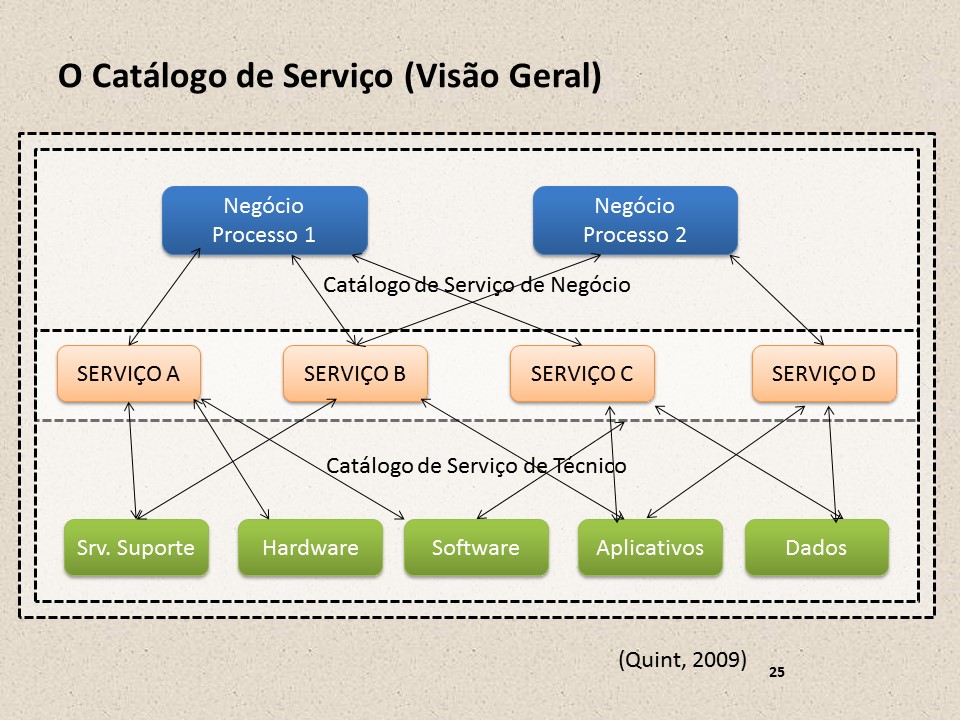 O Catálogo de Serviço (Visão Geral)
Negócio
Processo 1
Negócio
Processo 2
Catálogo de Serviço de Negócio
SERVIÇO A
SERVIÇO B
SERVIÇO C
SERVIÇO D
Catálogo de Serviço de Técnico
Srv. Suporte
Hardware
Software
Aplicativos
Dados
(Quint, 2009)
25